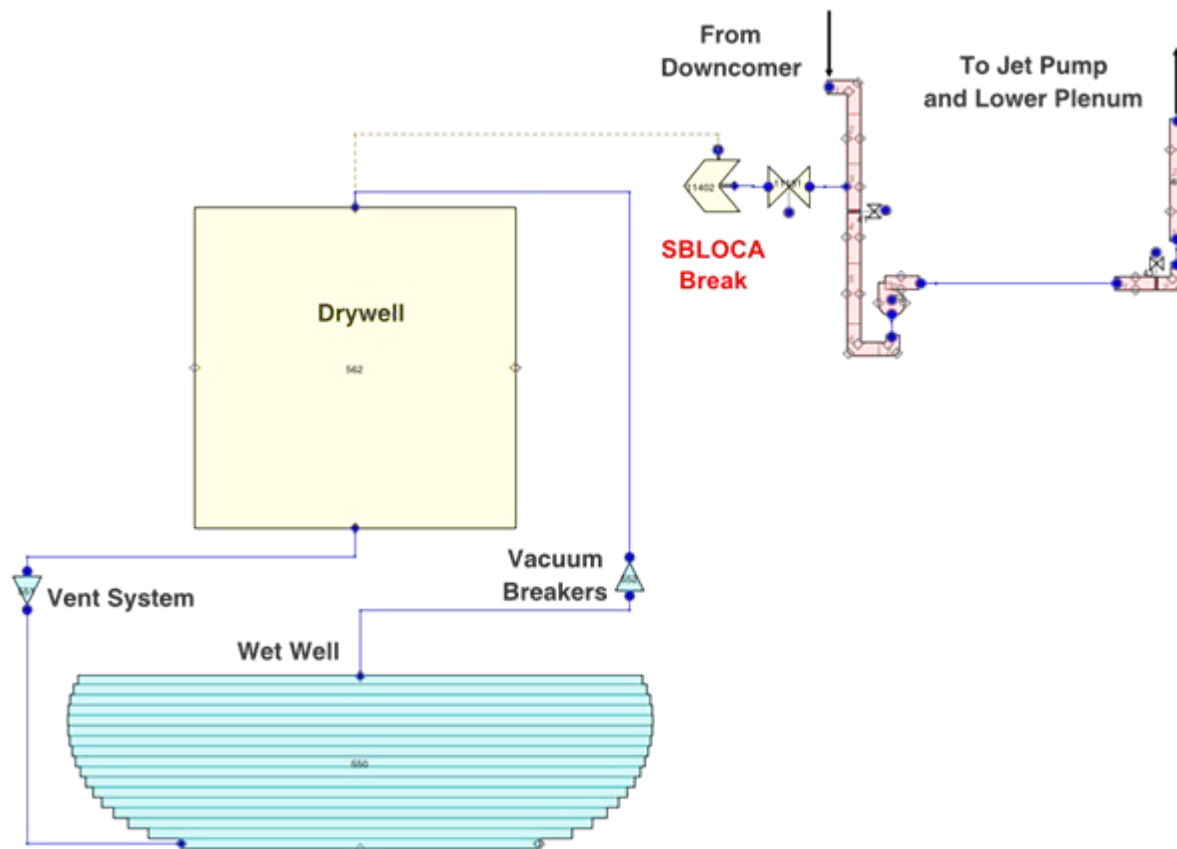 From
Downcomer
To Jet Pump
and Lower Plenum
11402
SBLOCA
Break
Drywell
562
Vacuum
Breakers
Vent System
Wet Well
550